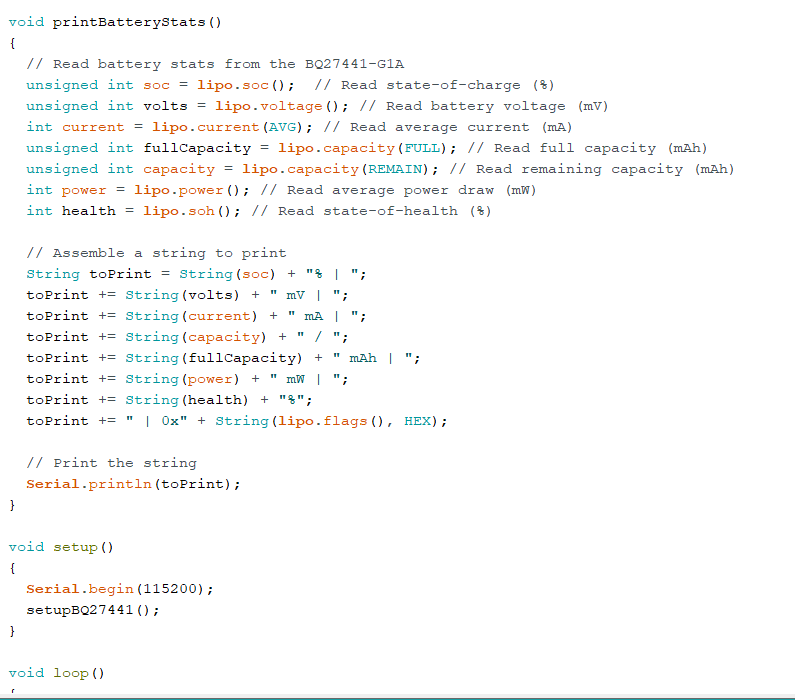 void printBatteryStats()
{
  // Read battery stats from the BQ27441-G1A
  unsigned int soc = lipo.soc();  // Read state-of-charge (%)
  unsigned int volts = lipo.voltage(); // Read battery voltage (mV)
  int current = lipo.current(AVG); // Read average current (mA)
  unsigned int fullCapacity = lipo.capacity(FULL); // Read full capacity (mAh)
  unsigned int capacity = lipo.capacity(REMAIN); // Read remaining capacity (mAh)
  int power = lipo.power(); // Read average power draw (mW)
  int health = lipo.soh(); // Read state-of-health (%)

  // Assemble a string to print
  String toPrint = String(soc) + "% | ";
  toPrint += String(volts) + " mV | ";
  toPrint += String(current) + " mA | ";
  toPrint += String(capacity) + " / ";
  toPrint += String(fullCapacity) + " mAh | ";
  toPrint += String(power) + " mW | ";
  toPrint += String(health) + "%";
  toPrint += " | 0x" + String(lipo.flags(), HEX);

  // Print the string
  Serial.println(toPrint);
}

void setup()
{
  Serial.begin(115200);
  setupBQ27441();
}

void loop()
{